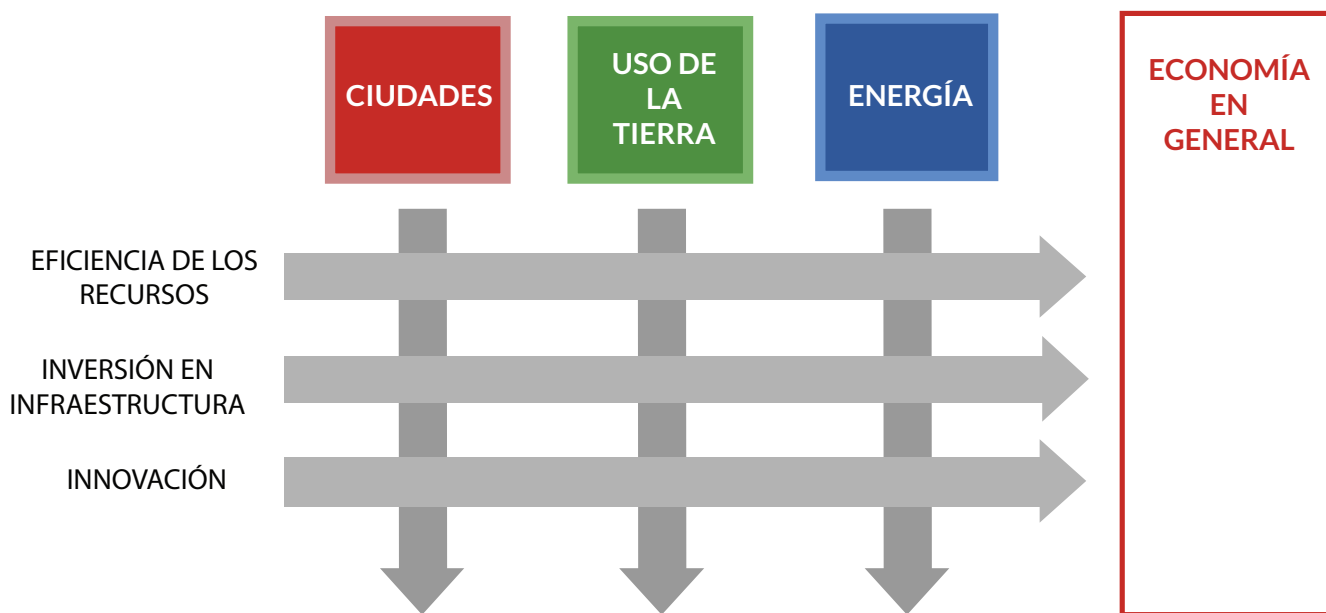 CIUDADES
USO DE
LA
TIERRA
ENERGÍA
ECONOMÍA
EN
GENERAL
EFICIENCIA DE LOS
RECURSOS
INVERSIÓN EN
INFRAESTRUCTURA
INNOVACIÓN